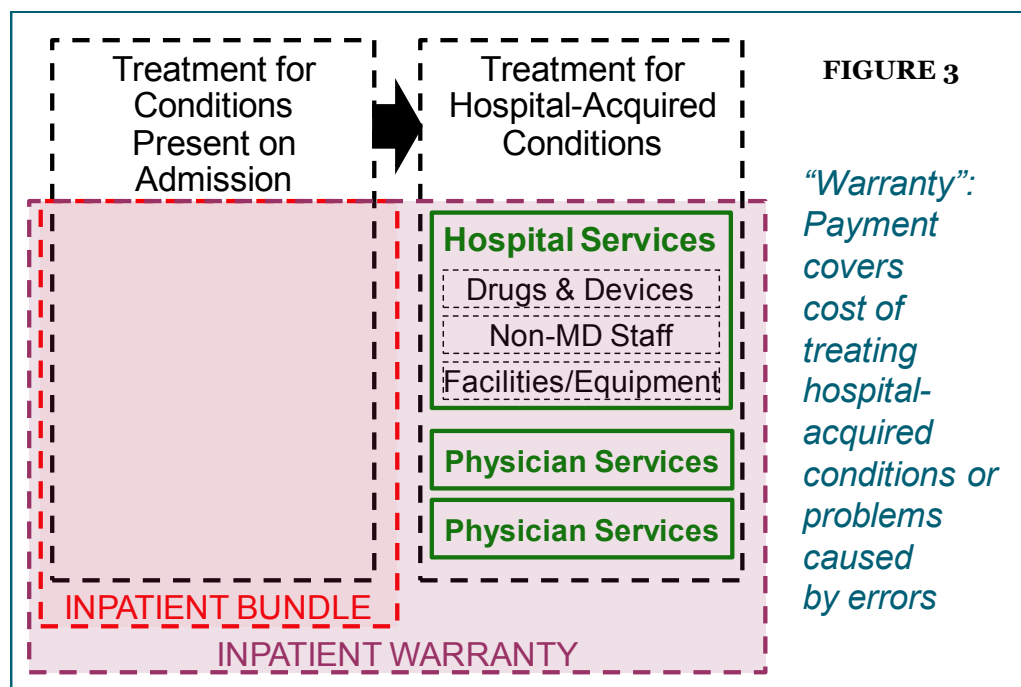 Treatment for
Conditions
Present on
Admission
Treatment for
Hospital-Acquired
Conditions
Hospital Services
Drugs & Devices
Non-MD Staff
Facilities/Equipment
Physician Services
Physician Services
INPATIENT BUNDLE
INPATIENT WARRANTY
FIGURE 3
“Warranty”:
Payment
covers
cost of
treating
hospital-
acquired
conditions or
problems
caused
by errors